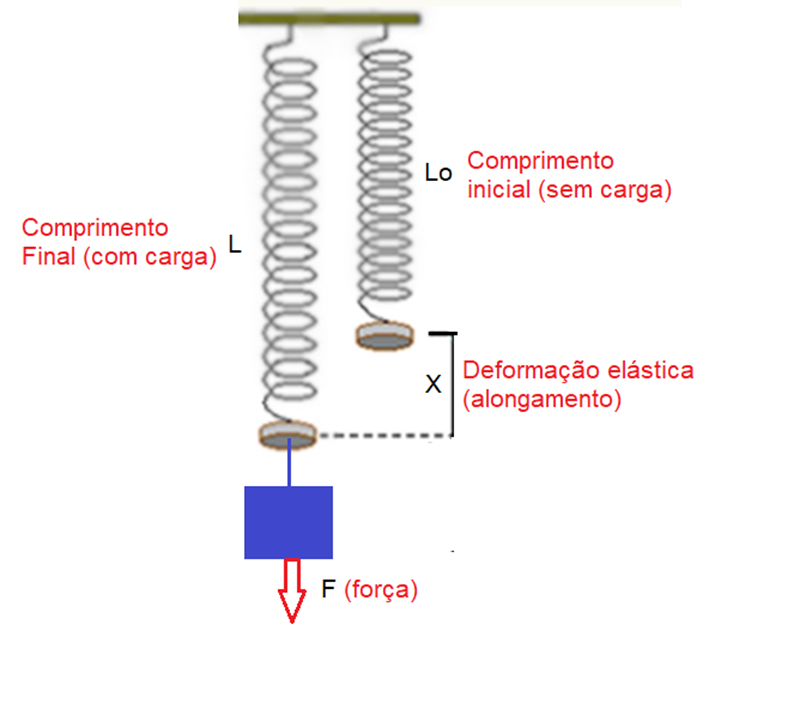 Lo
Comprimento
inicial (sem carga)
Comprimento
Final (com carga)
L
X
Deformação elástica
(alongamento)
F (força)